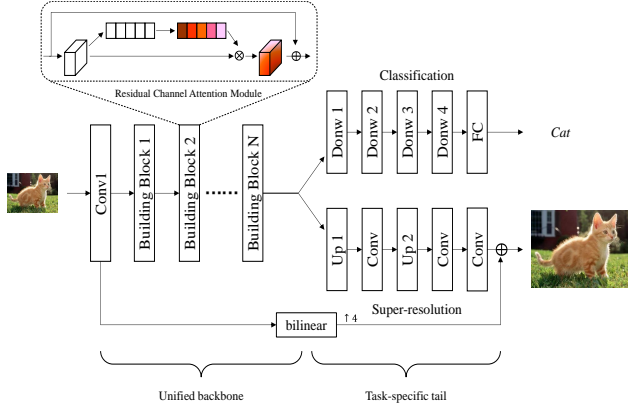 Residual Channel Attention Module
Classification
Conv1
Building Block 1
Building Block 2
Building Block N
Donw 1
Donw 2
Donw 3
Donw 4
FC
Cat
Up 1
Conv
Up 2
Conv
Conv
Super-resolution
bilinear
↑4
Unified backbone
Task-specific tail